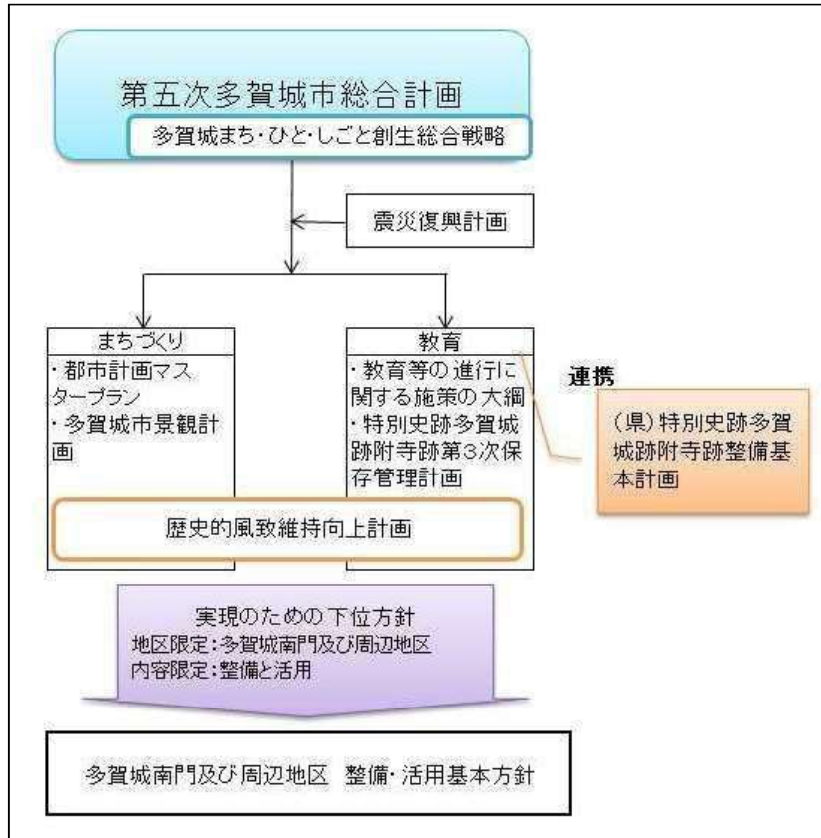 第五次多賀城市総合計画
多賀城まち・ひと・しごと創生総合戦略
震災復興計画
まちづくり
・都市計画マス
タープラン
・多賀城市景観計
画
教育
・教育等の進行に
関する施策の大綱
・特別史跡多賀城
跡附寺跡第3次保
存管理計画
連携
(県)特別史跡多賀
城跡附寺跡整備基
本計画
歴史的風致維持向上計画
実現のための下位方針
地区限定:多賀城南門及び周辺地区
内容限定:整備と活用
多賀城南門及び周辺地区 整備・活用基本方針